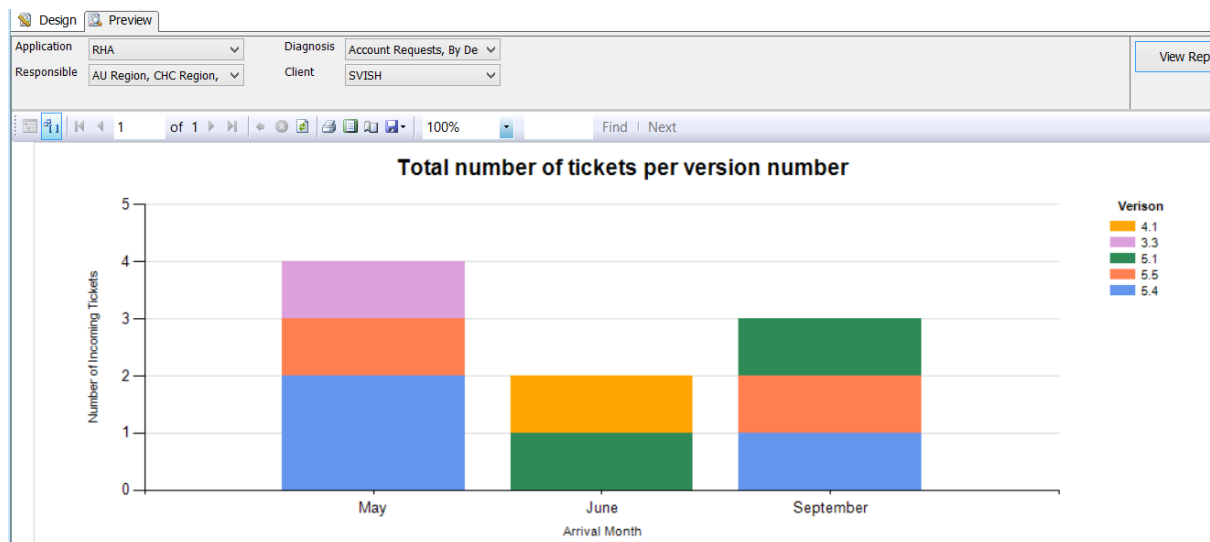 Design Preview
Application RHA Diagnosis Account Requests, By De
View Rep
Responsible AU Region, CHC Region, Client SVISH
1 of 1 100% Find Next
Total number of tickets per version number
Verison
4.1
3.3
5.1
5.5
5.4
Number of Incoming Tickets
5
4
3
2
1
0
May June September
Arrival Month